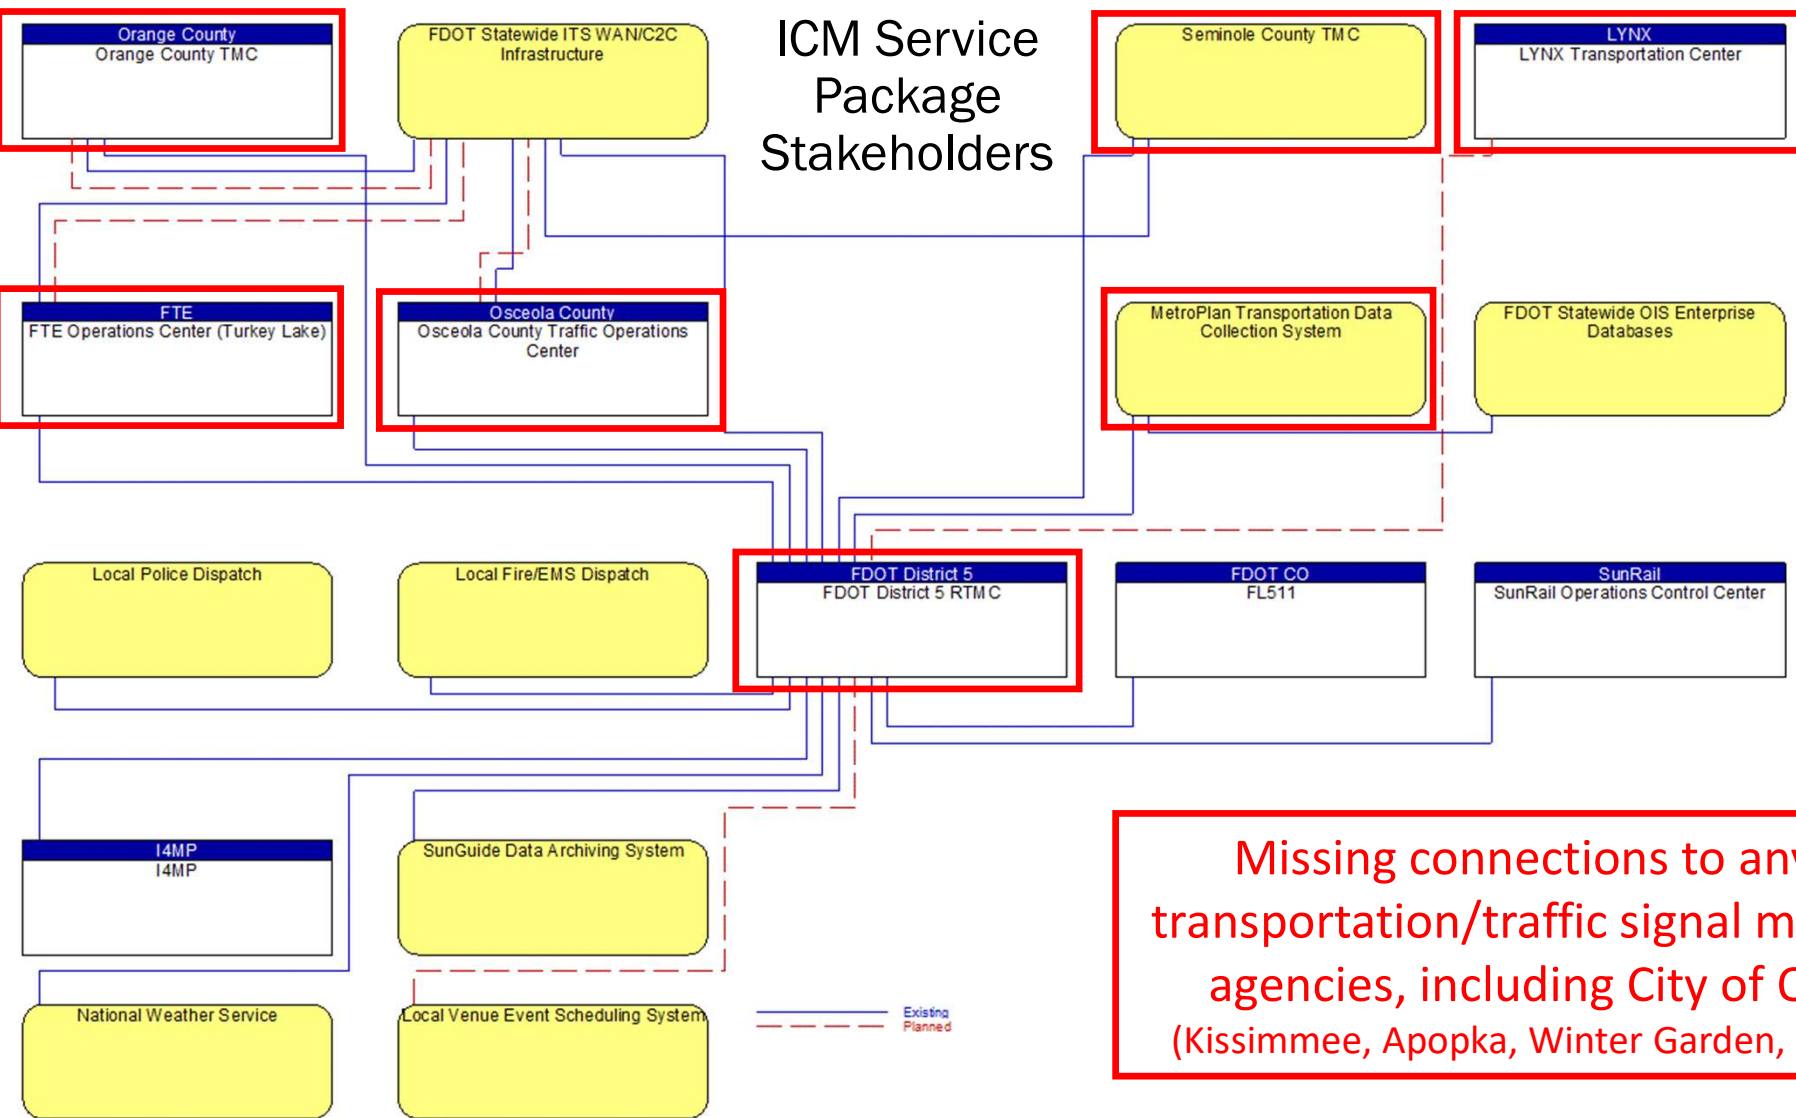 Orange County
Orange County TMC
FDOT Statewide ITS WAN/C2C
Infrastructure
ICM Service
Package
Stakeholders
Seminole County TMC
LYNX
LYNX Transportation Center
FTE
FTE Operations Center (Turkey Lake)
Osceola County
Osceola County Traffic Operations
Center
MetroPlan Transportation Data
Collection System
FDOT Statewide OIS Enterprise
Databases
Local Police Dispatch
Local Fire/EMS Dispatch
FDOT District 5
FDOT District 5 RTMC
FDOT CO
FL511
SunRail
SunRail Operations Control Center
I4MP
I4MP
SunGuide Data Archiving System
National Weather Service
Local Venue Event Scheduling System
Existing
Planned
Missing connections to any
transportation/traffic signal m
agencies, including City of
(Kissimmee, Apopka, Winter Garden,